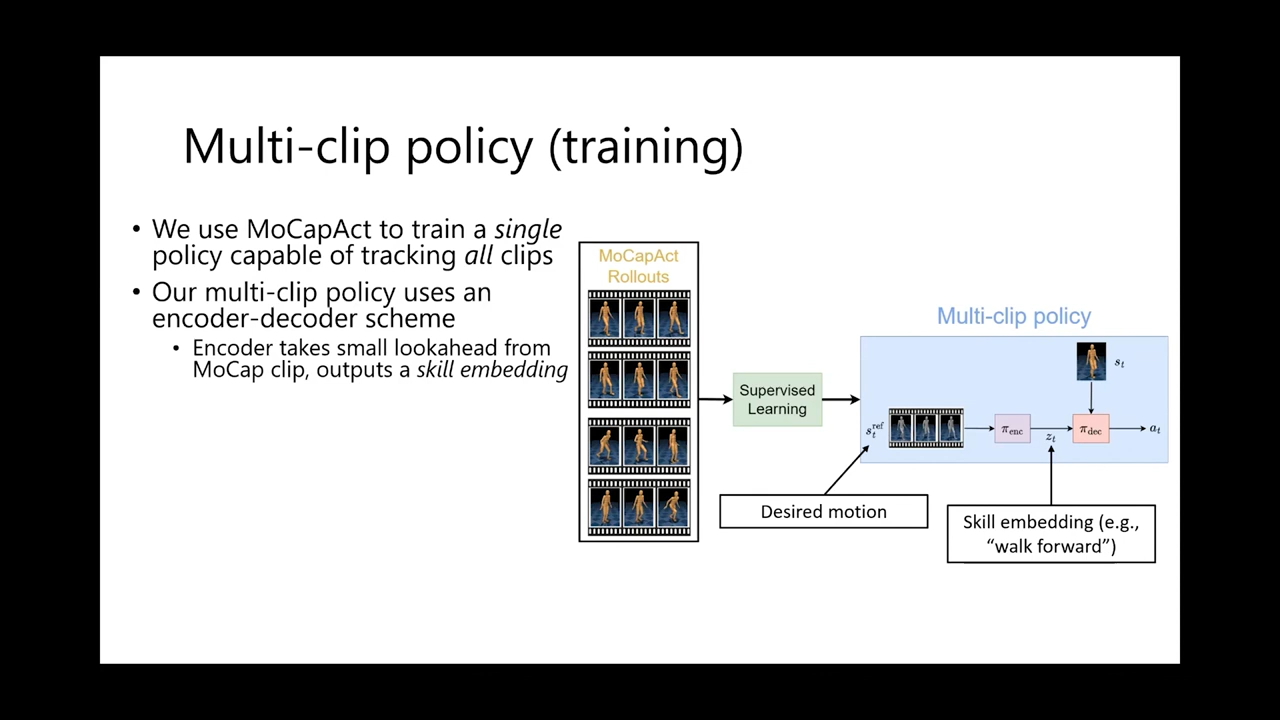 Multi-clip policy (training)
• We use MoCapAct to train a single
policy capable of tracking all clips
• Our multi-clip policy uses an
encoder-decoder scheme
• Encoder takes small lookahead from
MoCap clip, outputs a skill embedding
MoCapAct
Rollouts
Supervised
Learning
Multi-clip policy
s_t
s_t^ref
π_enc
z_t
π_dec
a_t
Desired motion
Skill embedding (e.g.,
“walk forward”)